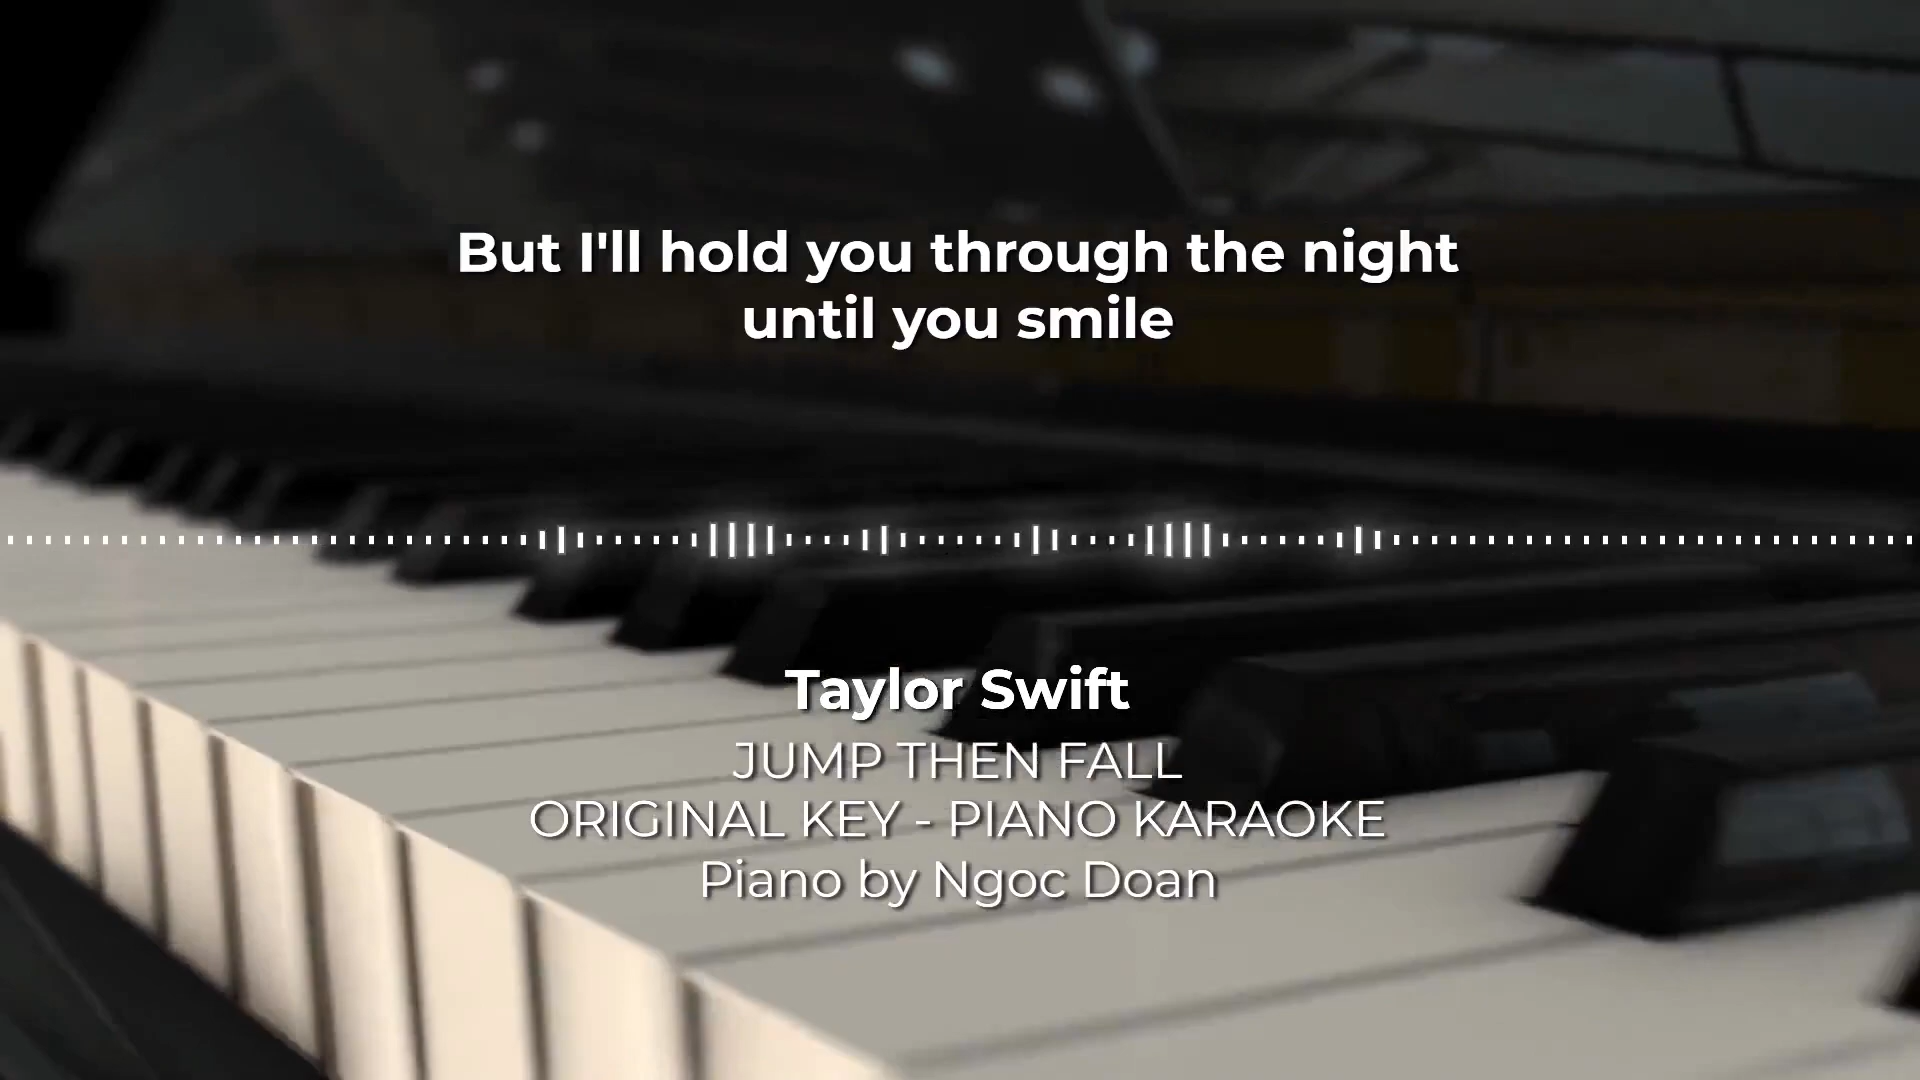 But I'll hold you through the night
until you smile
Taylor Swift
JUMP THEN FALL
ORIGINAL KEY - PIANO KARAOKE
Piano by Ngoc Doan